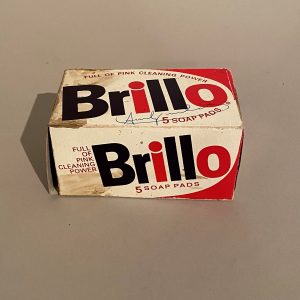 FULL OF PINK CLEANING POWER
Brillo
5 SOAP PADS
FULL
OF
PINK
CLEANING
POWER
Brillo
5 SOAP PADS